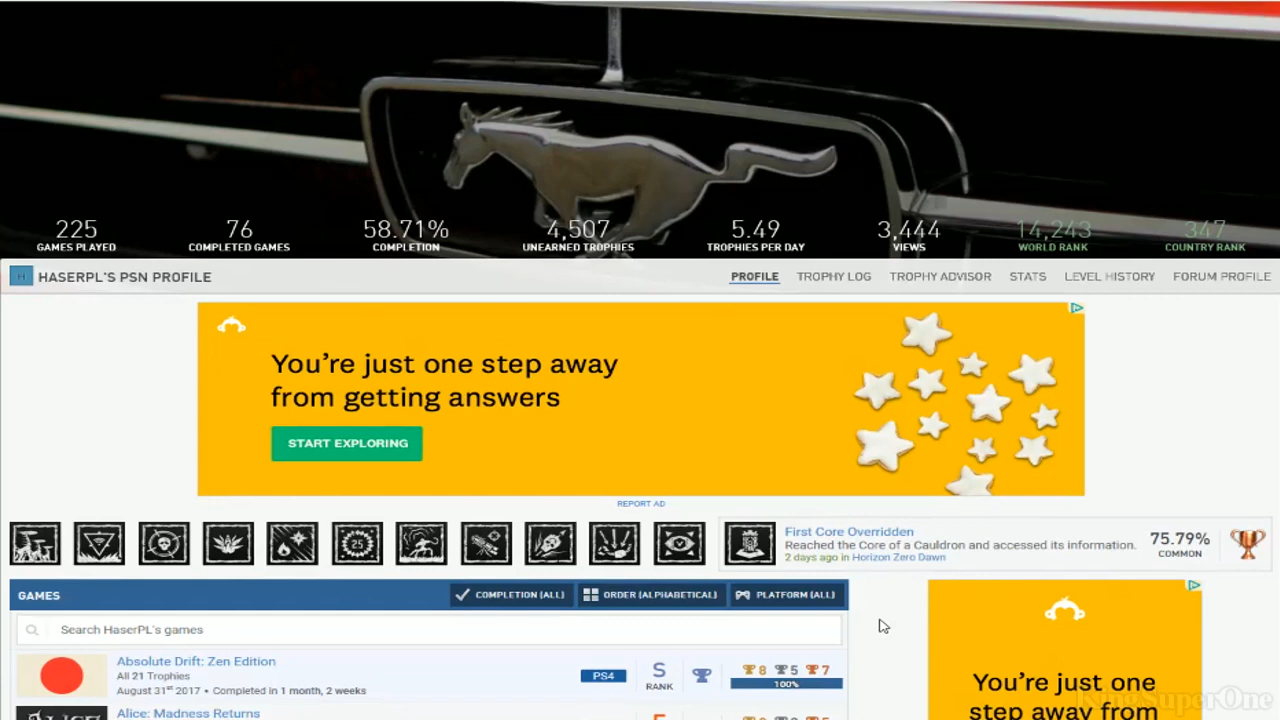 225
GAMES PLAYED
76
COMPLETED GAMES
58.71%
COMPLETION
4,507
UNEARNED TROPHIES
5.49
TROPHIES PER DAY
3,444
VIEWS
14,243
WORLD RANK
347
COUNTRY RANK
H HASERPL'S PSN PROFILE
PROFILE TROPHY LOG TROPHY ADVISOR STATS LEVEL HISTORY FORUM PROFILE
You're just one step away
from getting answers
START EXPLORING
REPORT AD
First Core Overridden
Reached the Core of a Cauldron and accessed its information.
2 days ago in Horizon Zero Dawn
75.79%
COMMON
GAMES
COMPLETION (ALL) ORDER (ALPHABETICAL) PLATFORM (ALL)
Search HaserPL's games
Absolute Drift: Zen Edition
All 21 Trophies
August 31st 2017 • Completed in 1 month, 2 weeks
PS4
S
RANK
8 5 7
100%
Alice: Madness Returns
You're just one
step away from
KingSuperOne